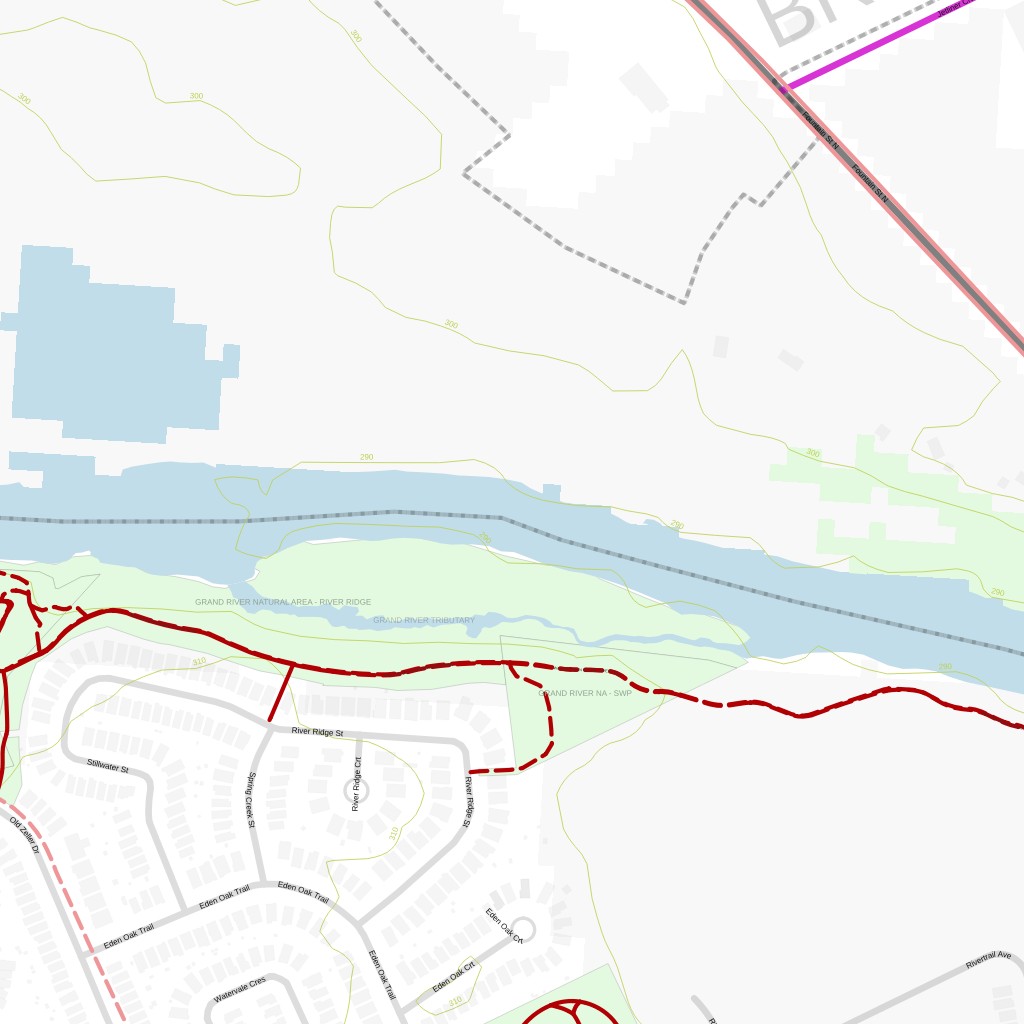 Jetliner
Fountain St N
Fountain St N
300
300
300
300
300
290
290
280
290
290
310
310
310
GRAND RIVER NATURAL AREA - RIVER RIDGE
GRAND RIVER TRIBUTARY
GRAND RIVER NA - SWP
River Ridge St
River Ridge Crt
River Ridge St
Stillwater St
Spring Creek St
Old Zeller Dr
Eden Oak Trail
Eden Oak Trail
Eden Oak Trail
Eden Oak Trail
Eden Oak Crt
Eden Oak Crt
Watervale Cres
Rivertrail Ave